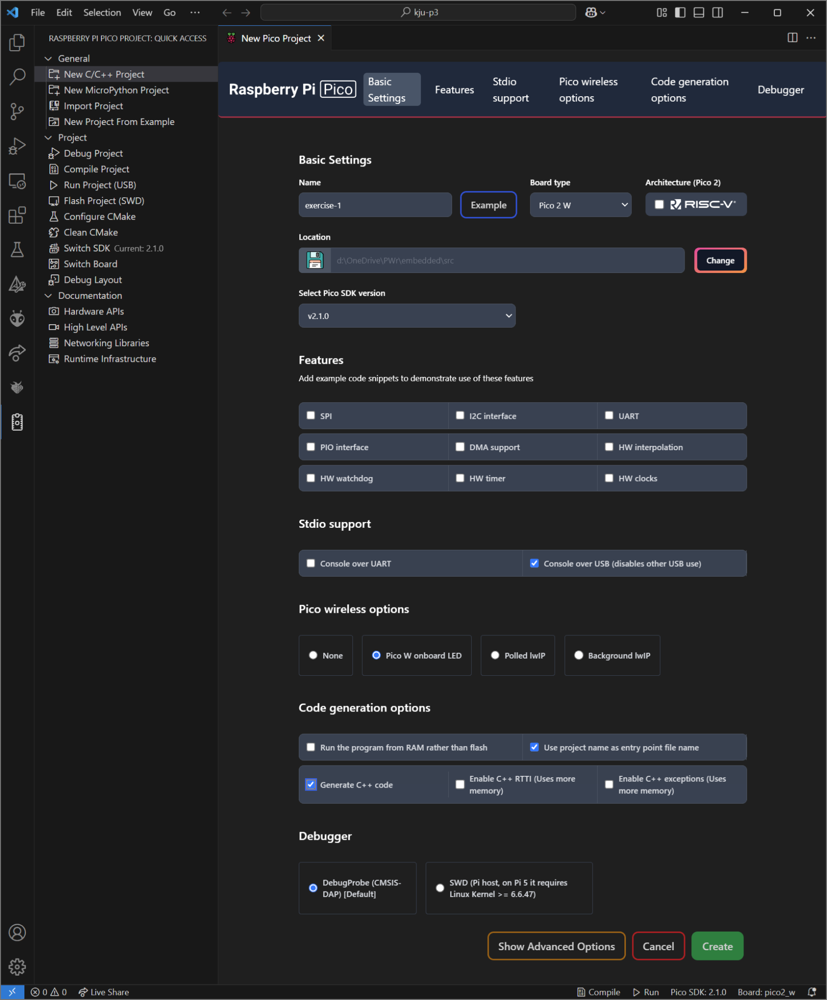 File Edit Selection View Go ···
kju-p3
RASPBERRY PI PICO PROJECT: QUICK ACCESS
General
New C/C++ Project
New MicroPython Project
Import Project
New Project From Example
Project
Debug Project
Compile Project
Run Project (USB)
Flash Project (SWD)
Configure CMake
Clean CMake
Switch SDK Current: 2.1.0
Switch Board
Debug Layout
Documentation
Hardware APIs
High Level APIs
Networking Libraries
Runtime Infrastructure
New Pico Project
Raspberry Pi Pico
Basic
Settings
Features
Stdio
support
Pico wireless
options
Code generation
options
Debugger
Basic Settings
Name
Board type
Architecture (Pico 2)
exercise-1
Example
Pico 2 W
RISC-V
Location
d:\OneDrive\PWr\embedded\src
Change
Select Pico SDK version
v2.1.0
Features
Add example code snippets to demonstrate use of these features
SPI
I2C interface
UART
PIO interface
DMA support
HW interpolation
HW watchdog
HW timer
HW clocks
Stdio support
Console over UART
Console over USB (disables other USB use)
Pico wireless options
None
Pico W onboard LED
Polled lwIP
Background lwIP
Code generation options
Run the program from RAM rather than flash
Use project name as entry point file name
Generate C++ code
Enable C++ RTTI (Uses more
memory)
Enable C++ exceptions (Uses
more memory)
Debugger
DebugProbe (CMSIS-
DAP) [Default]
SWD (Pi host, on Pi 5 it requires
Linux Kernel >= 6.6.47)
Show Advanced Options
Cancel
Create
0 0 Live Share
Compile Run Pico SDK: 2.1.0 Board: pico2_w